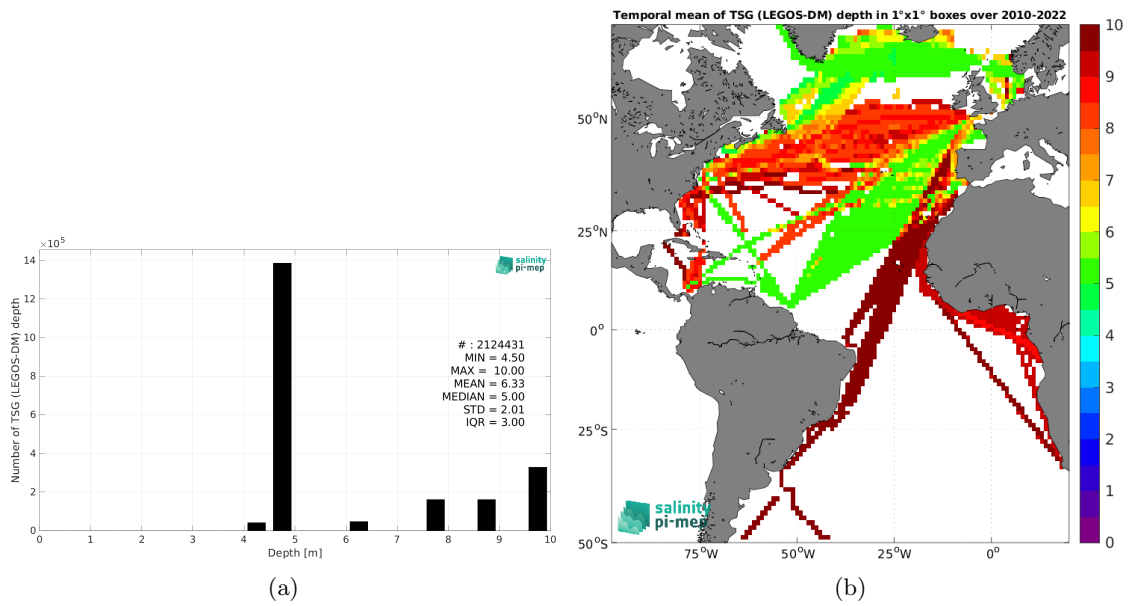 ×10⁵
14
12
10
8
6
4
2
0
Number of TSG (LEGOS-DM) depth
salinity
pi-mep
# : 2124431
MIN = 4.50
MAX = 10.00
MEAN = 6.33
MEDIAN = 5.00
STD = 2.01
IQR = 3.00
0 1 2 3 4 5 6 7 8 9 10
Depth [m]
(a)
Temporal mean of TSG (LEGOS-DM) depth in 1°x1° boxes over 2010-2022
50°N
25°N
0°
25°S
50°S
75°W 50°W 25°W 0°
salinity
pi-mep
10
9
8
7
6
5
4
3
2
1
0
(b)